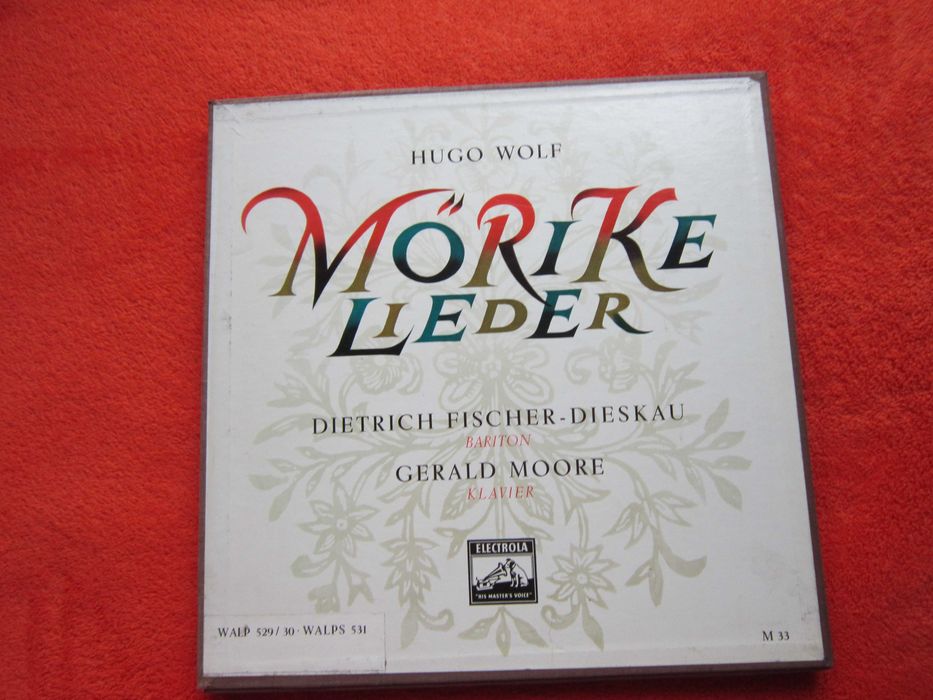 HUGO WOLF
MÖRIKE
LIEDER
DIETRICH FISCHER-DIESKAU
BARITON
GERALD MOORE
KLAVIER
ELECTROLA
"HIS MASTER'S VOICE"
WALP 529/30 · WALPS 531
M 33